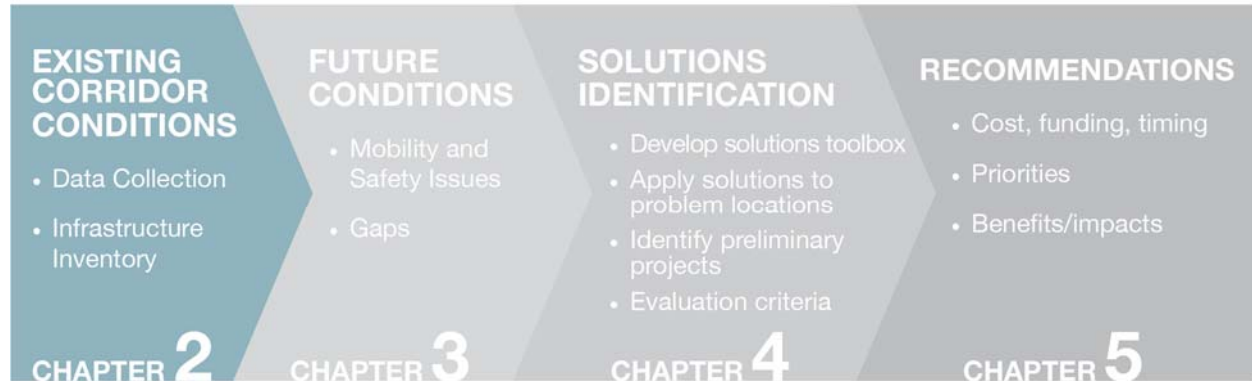 EXISTING
CORRIDOR
CONDITIONS
• Data Collection
• Infrastructure
Inventory
CHAPTER 2
FUTURE
CONDITIONS
• Mobility and
Safety Issues
• Gaps
CHAPTER 3
SOLUTIONS
IDENTIFICATION
• Develop solutions toolbox
• Apply solutions to
problem locations
• Identify preliminary
projects
• Evaluation criteria
CHAPTER 4
RECOMMENDATIONS
• Cost, funding, timing
• Priorities
• Benefits/impacts
CHAPTER 5